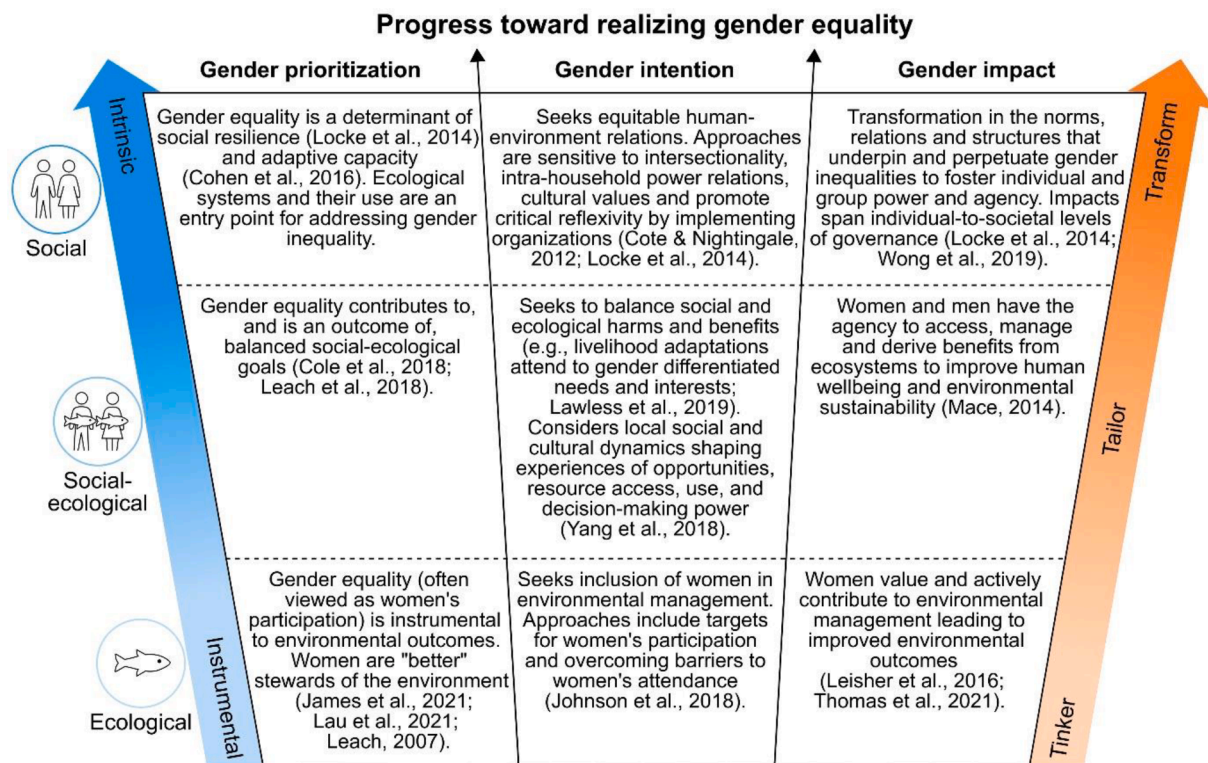 Progress toward realizing gender equality
Gender prioritization
Gender intention
Gender impact
Intrinsic
Instrumental
Social
Gender equality is a determinant of
social resilience (Locke et al., 2014)
and adaptive capacity
(Cohen et al., 2016). Ecological
systems and their use are an
entry point for addressing gender
inequality.
Seeks equitable human-
environment relations. Approaches
are sensitive to intersectionality,
intra-household power relations,
cultural values and promote
critical reflexivity by implementing
organizations (Cote & Nightingale,
2012; Locke et al., 2014).
Transformation in the norms,
relations and structures that
underpin and perpetuate gender
inequalities to foster individual and
group power and agency. Impacts
span individual-to-societal levels
of governance (Locke et al., 2014;
Wong et al., 2019).
Social-
ecological
Gender equality contributes to,
and is an outcome of,
balanced social-ecological
goals (Cole et al., 2018;
Leach et al., 2018).
Seeks to balance social and
ecological harms and benefits
(e.g., livelihood adaptations
attend to gender differentiated
needs and interests;
Lawless et al., 2019).
Considers local social and
cultural dynamics shaping
experiences of opportunities,
resource access, use, and
decision-making power
(Yang et al., 2018).
Women and men have the
agency to access, manage
and derive benefits from
ecosystems to improve human
wellbeing and environmental
sustainability (Mace, 2014).
Ecological
Gender equality (often
viewed as women's
participation) is instrumental
to environmental outcomes.
Women are "better"
stewards of the environment
(James et al., 2021;
Lau et al., 2021;
Leach, 2007).
Seeks inclusion of women in
environmental management.
Approaches include targets
for women's participation
and overcoming barriers to
women's attendance
(Johnson et al., 2018).
Women value and actively
contribute to environmental
management leading to
improved environmental
outcomes
(Leisher et al., 2016;
Thomas et al., 2021).
Transform
Tailor
Tinker